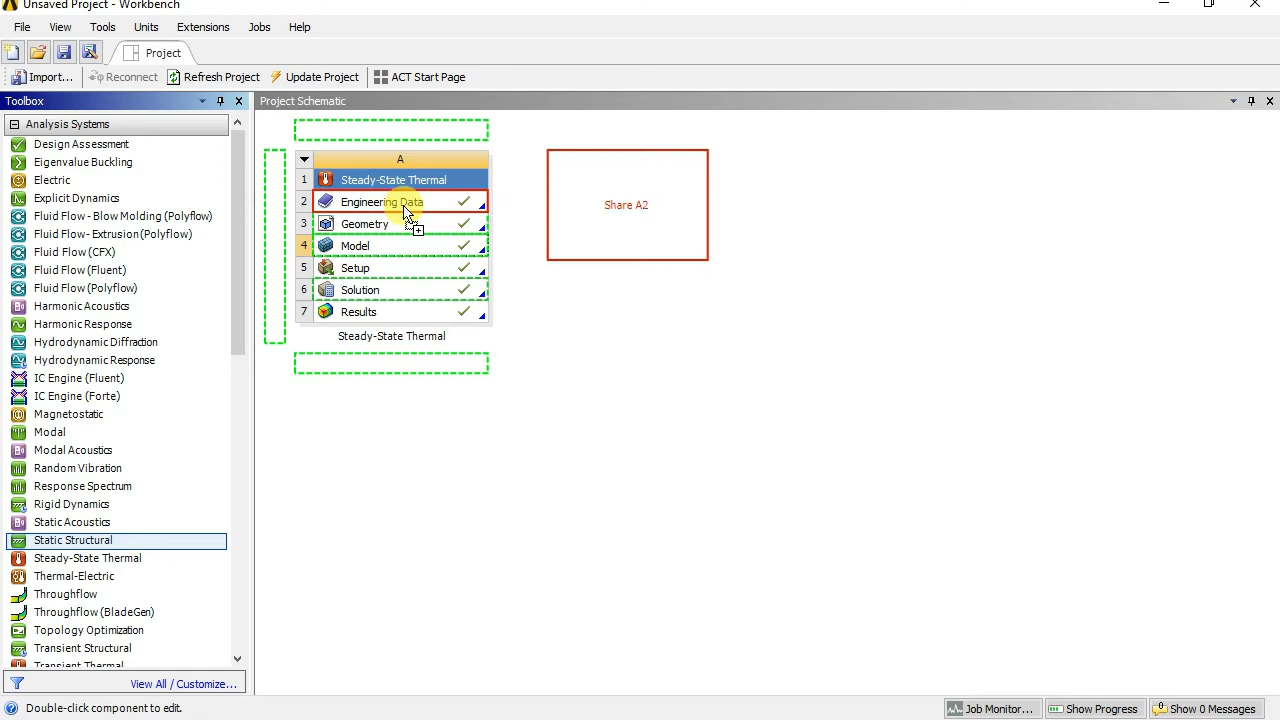 Unsaved Project - Workbench
File View Tools Units Extensions Jobs Help
Project
Import... Reconnect Refresh Project Update Project ACT Start Page
Toolbox
Project Schematic
Analysis Systems
Design Assessment
Eigenvalue Buckling
Electric
Explicit Dynamics
Fluid Flow - Blow Molding (Polyflow)
Fluid Flow - Extrusion (Polyflow)
Fluid Flow (CFX)
Fluid Flow (Fluent)
Fluid Flow (Polyflow)
Harmonic Acoustics
Harmonic Response
Hydrodynamic Diffraction
Hydrodynamic Response
IC Engine (Fluent)
IC Engine (Forte)
Magnetostatic
Modal
Modal Acoustics
Random Vibration
Response Spectrum
Rigid Dynamics
Static Acoustics
Static Structural
Steady-State Thermal
Thermal-Electric
Throughflow
Throughflow (BladeGen)
Topology Optimization
Transient Structural
Transient Thermal
View All / Customize...
A
1 Steady-State Thermal
2 Engineering Data
3 Geometry
4 Model
5 Setup
6 Solution
7 Results
Steady-State Thermal
Share A2
Double-click component to edit.
Job Monitor... Show Progress Show 0 Messages